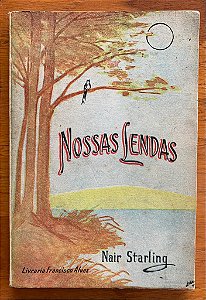 NOSSAS LENDAS
Nair Starling
Livraria Francisco Alves